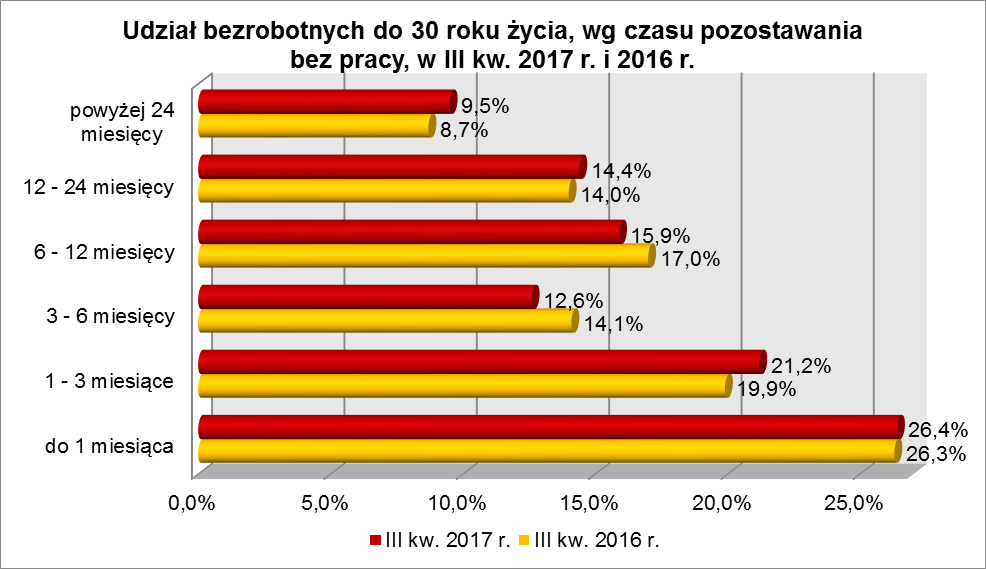 Udział bezrobotnych do 30 roku życia, wg czasu pozostawania
bez pracy, w III kw. 2017 r. i 2016 r.
powyżej 24
miesięcy
9,5%
8,7%
12 - 24 miesięcy
14,4%
14,0%
6 - 12 miesięcy
15,9%
17,0%
3 - 6 miesięcy
12,6%
14,1%
1 - 3 miesiące
21,2%
19,9%
do 1 miesiąca
26,4%
26,3%
0,0% 5,0% 10,0% 15,0% 20,0% 25,0%
III kw. 2017 r. III kw. 2016 r.